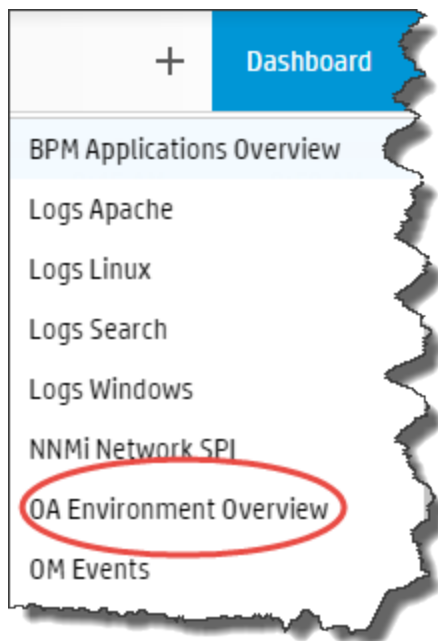 + Dashboard
BPM Applications Overview
Logs Apache
Logs Linux
Logs Search
Logs Windows
NNMi Network SPI
OA Environment Overview
OM Events